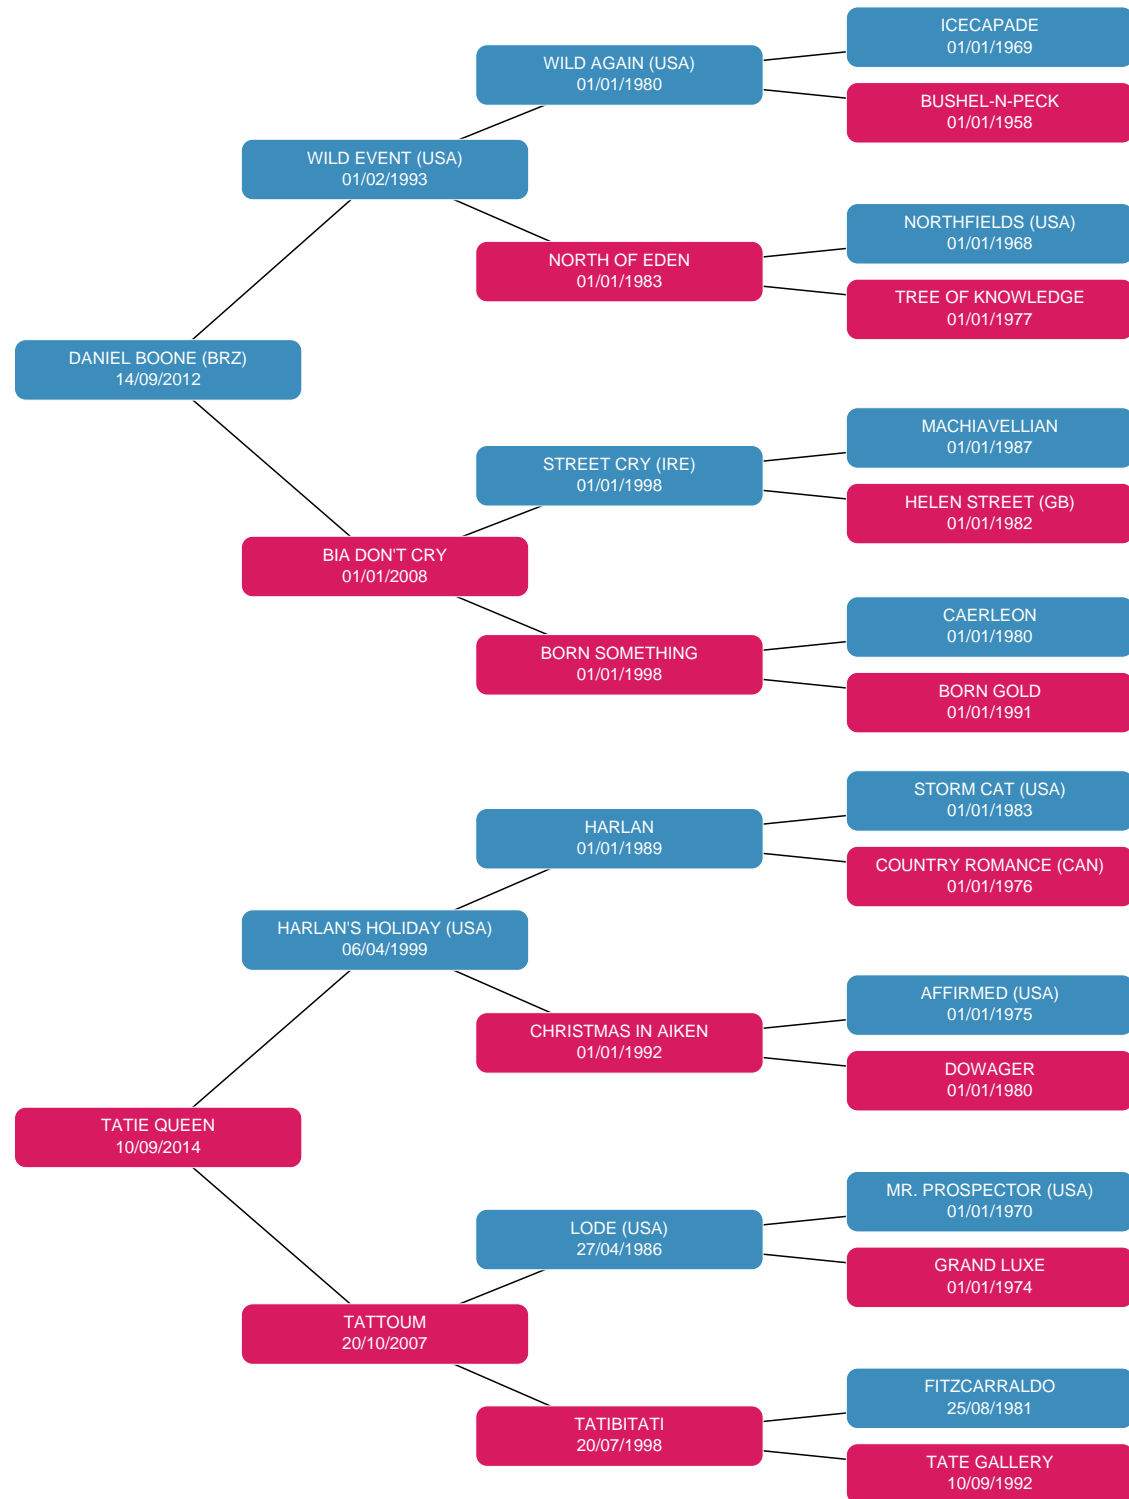 ICECAPADE
01/01/1969
WILD AGAIN (USA)
01/01/1980
BUSHEL-N-PECK
01/01/1958
WILD EVENT (USA)
01/02/1993
NORTHFIELDS (USA)
01/01/1968
NORTH OF EDEN
01/01/1983
TREE OF KNOWLEDGE
01/01/1977
DANIEL BOONE (BRZ)
14/09/2012
MACHIAVELLIAN
01/01/1987
STREET CRY (IRE)
01/01/1998
HELEN STREET (GB)
01/01/1982
BIA DON'T CRY
01/01/2008
CAERLEON
01/01/1980
BORN SOMETHING
01/01/1998
BORN GOLD
01/01/1991
STORM CAT (USA)
01/01/1983
HARLAN
01/01/1989
COUNTRY ROMANCE (CAN)
01/01/1976
HARLAN'S HOLIDAY (USA)
06/04/1999
AFFIRMED (USA)
01/01/1975
CHRISTMAS IN AIKEN
01/01/1992
DOWAGER
01/01/1980
TATIE QUEEN
10/09/2014
MR. PROSPECTOR (USA)
01/01/1970
LODE (USA)
27/04/1986
GRAND LUXE
01/01/1974
TATTOUM
20/10/2007
FITZCARRALDO
25/08/1981
TATIBITATI
20/07/1998
TATE GALLERY
10/09/1992